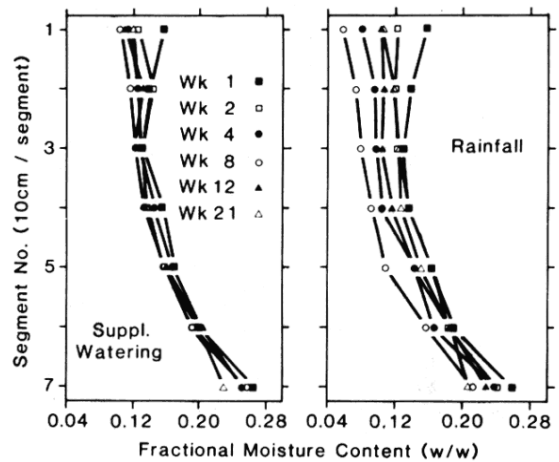 1
3
5
7
Segment No. (10cm / segment)
Wk 1
Wk 2
Wk 4
Wk 8
Wk 12
Wk 21
Suppl.
Watering
Rainfall
0.04 0.12 0.20 0.28
0.04 0.12 0.20 0.28
Fractional Moisture Content (w/w)